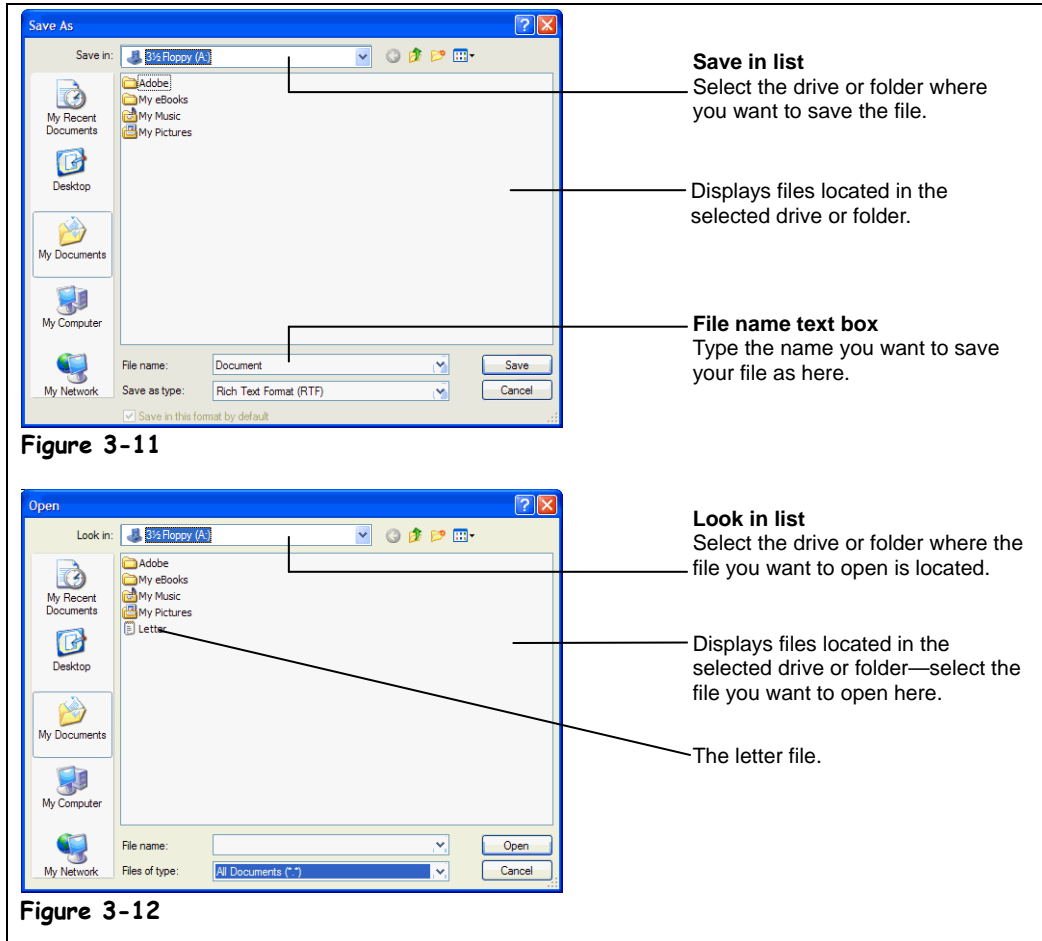 Save As
Save in:
3½ Floppy (A:)
My Recent
Documents
Desktop
My Documents
My Computer
My Network
Adobe
My eBooks
My Music
My Pictures
File name:
Document
Save
Save as type:
Rich Text Format (RTF)
Cancel
Save in this format by default
Save in list
Select the drive or folder where
you want to save the file.
Displays files located in the
selected drive or folder.
File name text box
Type the name you want to save
your file as here.
Figure 3-11
Open
Look in:
3½ Floppy (A:)
My Recent
Documents
Desktop
My Documents
My Computer
My Network
Adobe
My eBooks
My Music
My Pictures
Letter
File name:
Open
Files of type:
All Documents (*.*)
Cancel
Look in list
Select the drive or folder where the
file you want to open is located.
Displays files located in the
selected drive or folder—select the
file you want to open here.
The letter file.
Figure 3-12